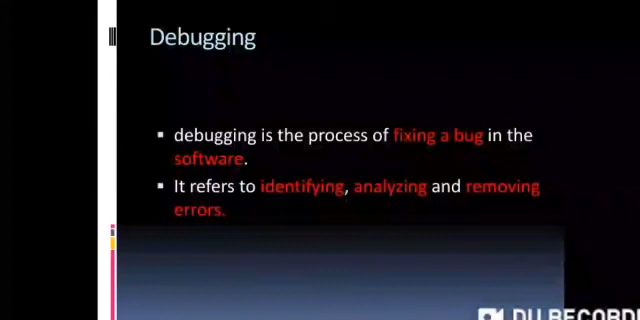 Debugging
▪ debugging is the process of fixing a bug in the
software.
▪ It refers to identifying, analyzing and removing
errors.